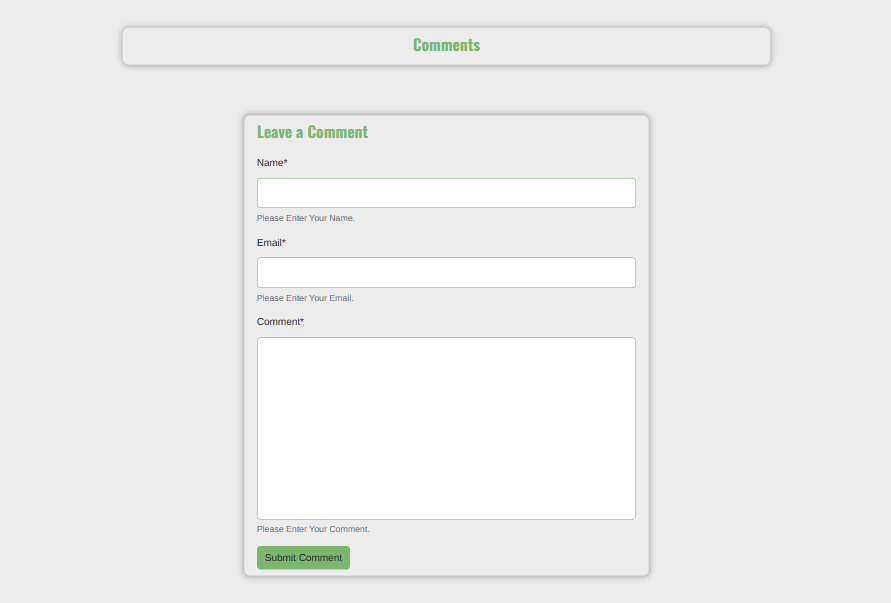 Comments
Leave a Comment
Name*
Please Enter Your Name.
Email*
Please Enter Your Email.
Comment*
Please Enter Your Comment.
Submit Comment